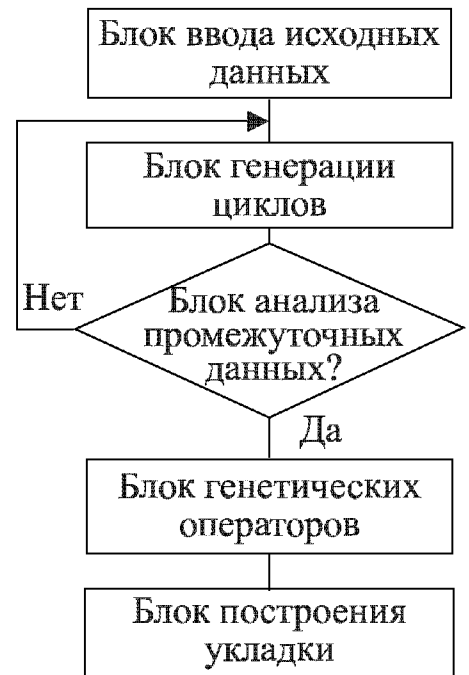 Блок ввода исходных
данных
Блок генерации
циклов
Нет
Блок анализа
промежуточных
данных?
Да
Блок генетических
операторов
Блок построения
укладки